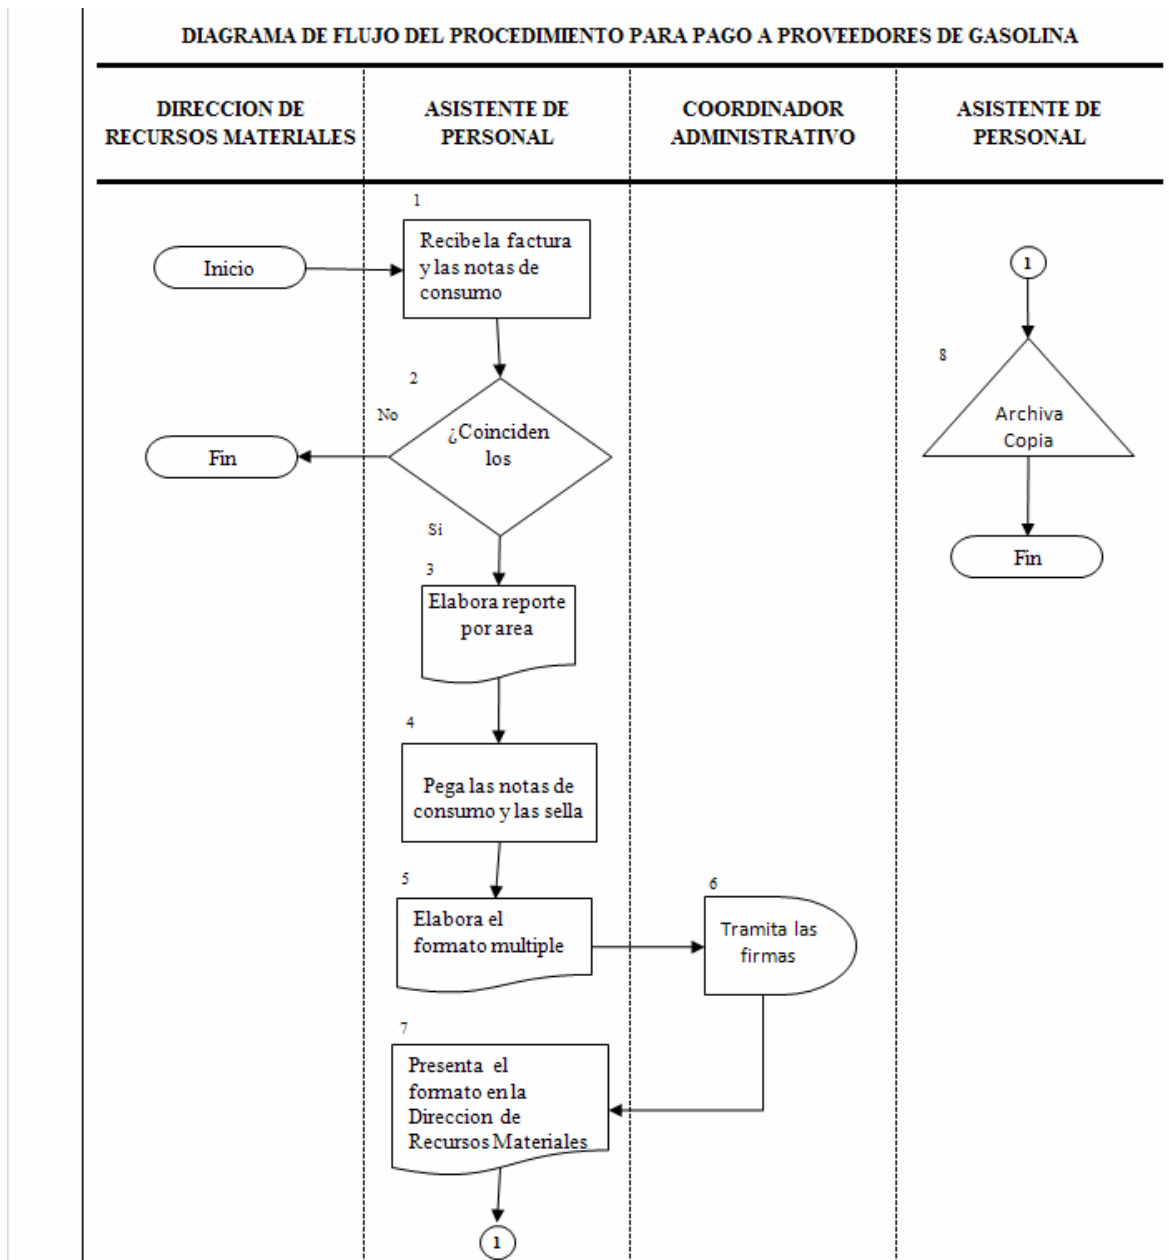 DIAGRAMA DE FLUJO DEL PROCEDIMIENTO PARA PAGO A PROVEEDORES DE GASOLINA
DIRECCION DE
RECURSOS MATERIALES
ASISTENTE DE
PERSONAL
COORDINADOR
ADMINISTRATIVO
ASISTENTE DE
PERSONAL
Inicio
1
Recibe la factura
y las notas de
consumo
2
¿Coinciden
los
No
Fin
Si
3
Elabora reporte
por area
4
Pega las notas de
consumo y las sella
5
Elabora el
formato multiple
6
Tramita las
firmas
7
Presenta el
formato en la
Direccion de
Recursos Materiales
1
1
8
Archiva
Copia
Fin